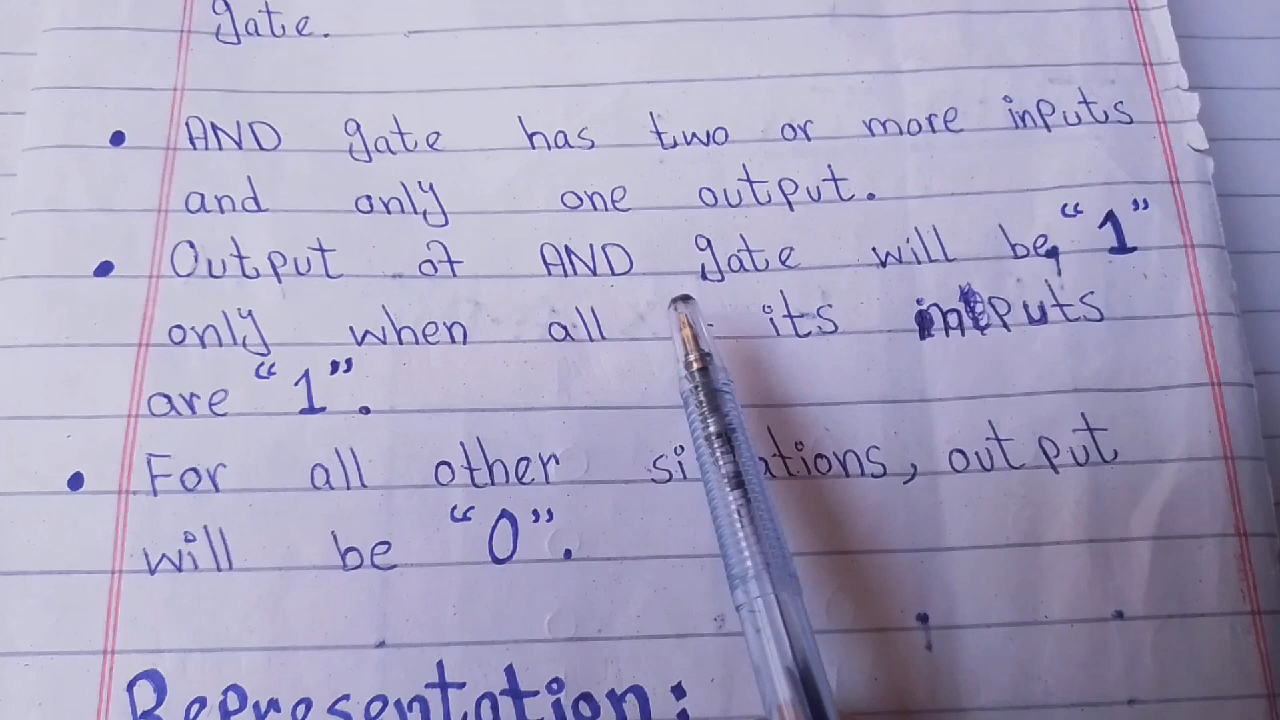 gate.
• AND gate has two or more inputs
and only one output.
• Output of AND gate will be "1"
only when all its inputs
are "1".
• For all other
output
will be "0".
Representation: